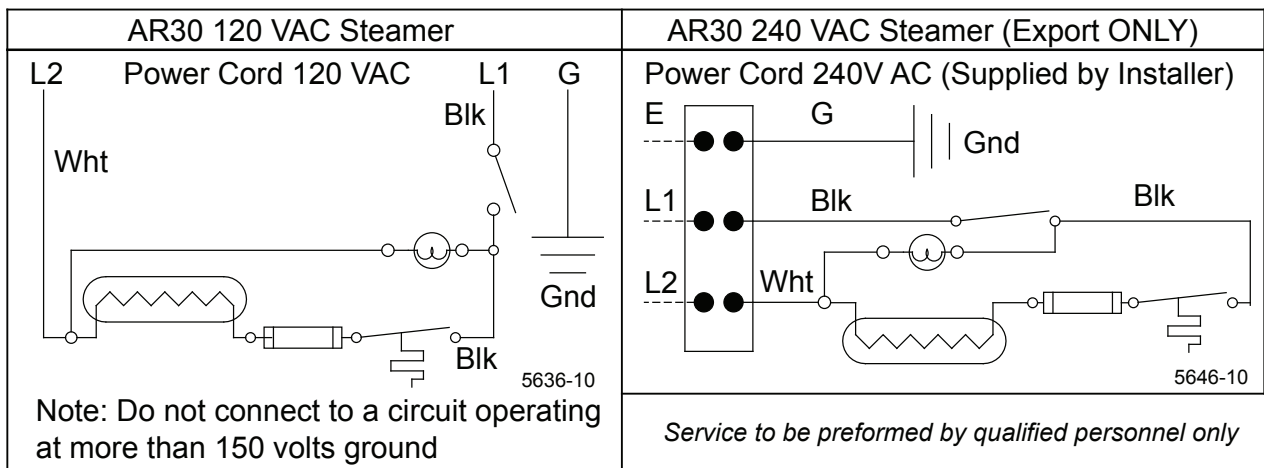 AR30 120 VAC Steamer
L2 Power Cord 120 VAC L1 G
Blk
Wht
Gnd
Blk
5636-10
Note: Do not connect to a circuit operating
at more than 150 volts ground
AR30 240 VAC Steamer (Export ONLY)
Power Cord 240V AC (Supplied by Installer)
E G
Gnd
L1 Blk Blk
L2 Wht
5646-10
Service to be preformed by qualified personnel only